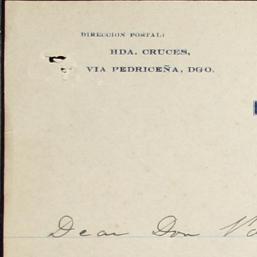 DIRECCION POSTAL:
HDA. CRUCES,
VIA PEDRICEÑA, DGO.
Dear Don